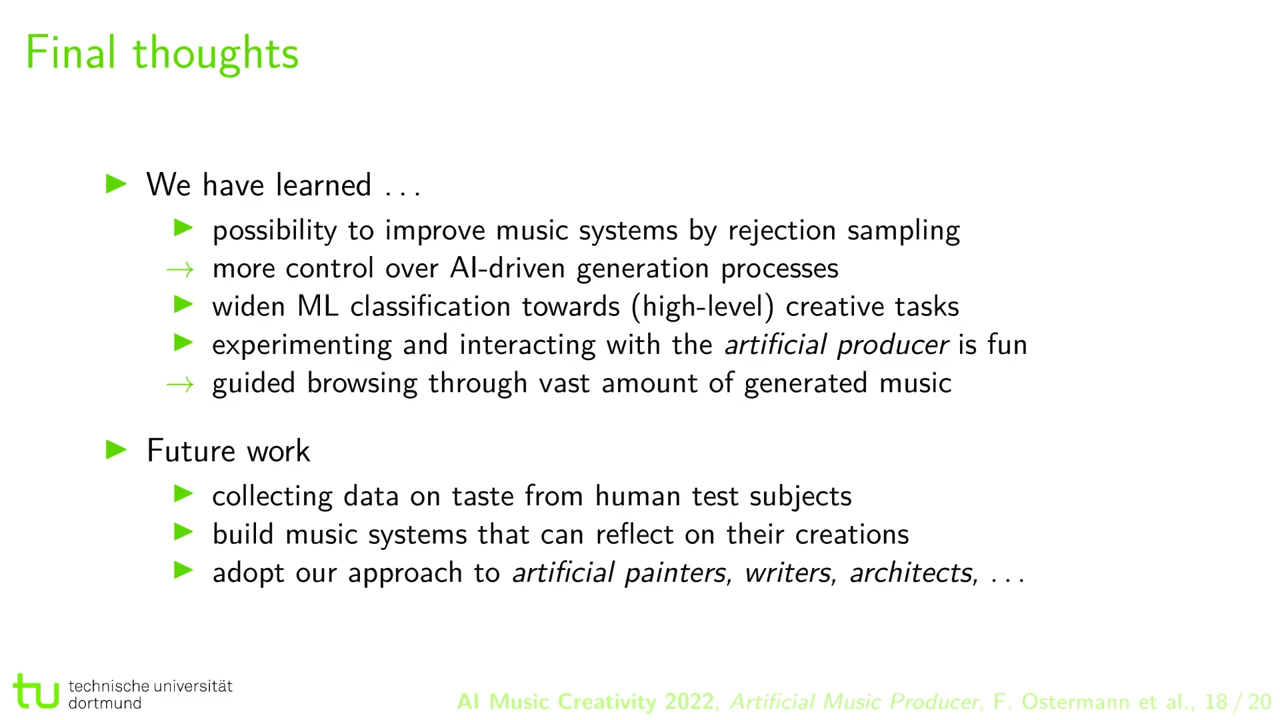 Final thoughts
▶ We have learned . . .
▶ possibility to improve music systems by rejection sampling
→ more control over AI-driven generation processes
▶ widen ML classification towards (high-level) creative tasks
▶ experimenting and interacting with the artificial producer is fun
→ guided browsing through vast amount of generated music
▶ Future work
▶ collecting data on taste from human test subjects
▶ build music systems that can reflect on their creations
▶ adopt our approach to artificial painters, writers, architects, . . .
tu technische universität
dortmund
AI Music Creativity 2022, Artificial Music Producer, F. Ostermann et al., 18 / 20